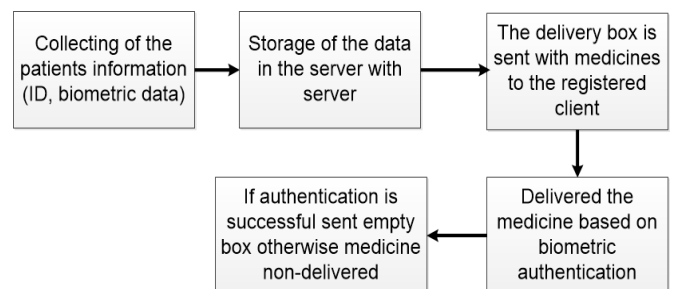 Collecting of the
patients information
(ID, biometric data)
Storage of the data
in the server with
server
The delivery box is
sent with medicines
to the registered
client
Delivered the
medicine based on
biometric
authentication
If authentication is
successful sent empty
box otherwise medicine
non-delivered